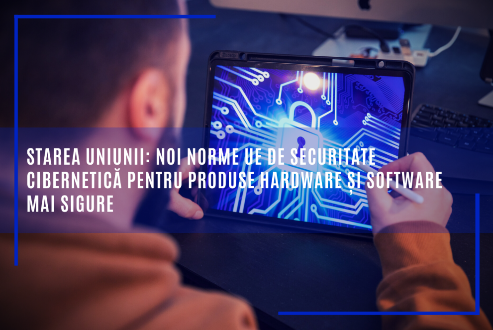 STAREA UNIUNII: NOI NORME UE DE SECURITATE
CIBERNETICĂ PENTRU PRODUSE HARDWARE ȘI SOFTWARE
MAI SIGURE